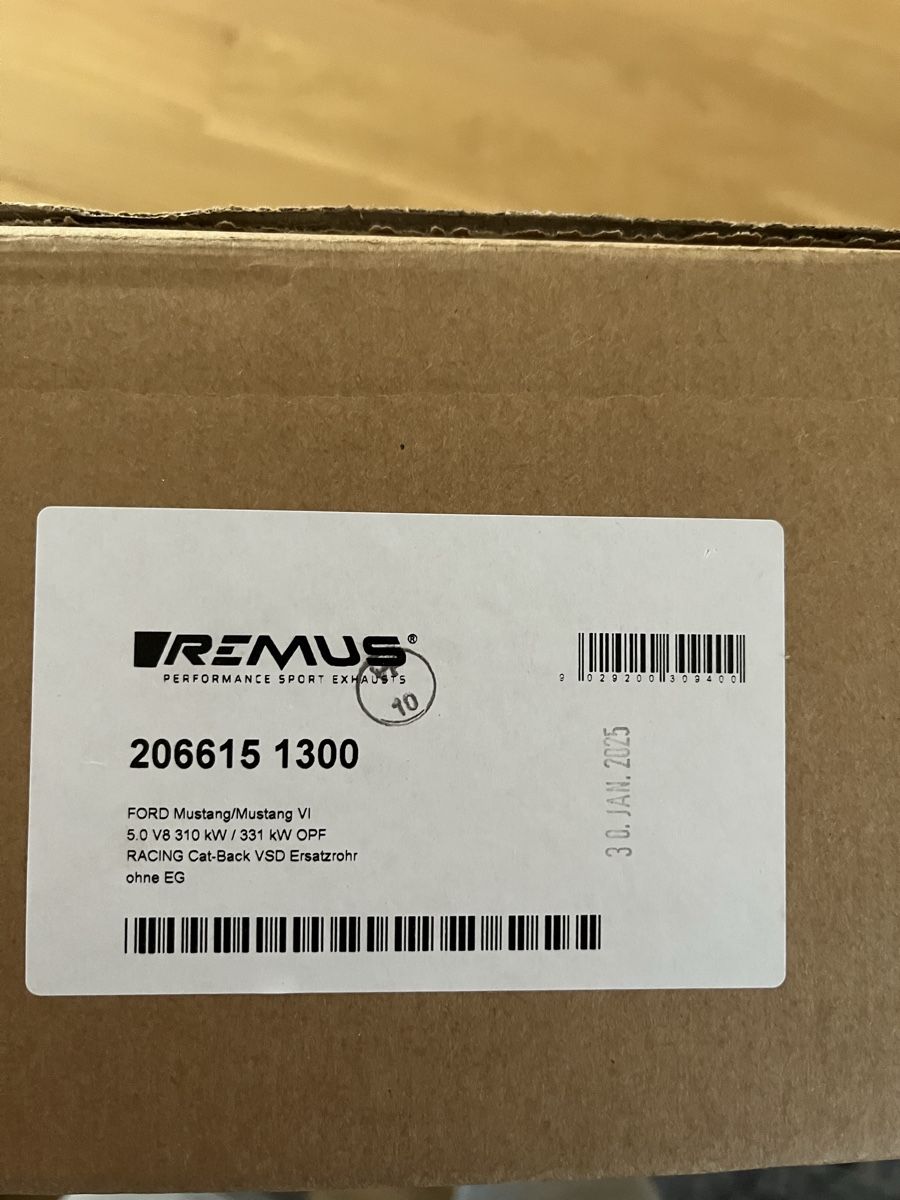 REMUS®
PERFORMANCE SPORT EXHAUSTS
10
9 029200 309400
206615 1300
30. JAN. 2025
FORD Mustang/Mustang VI
5.0 V8 310 kW / 331 kW OPF
RACING Cat-Back VSD Ersatzrohr
ohne EG